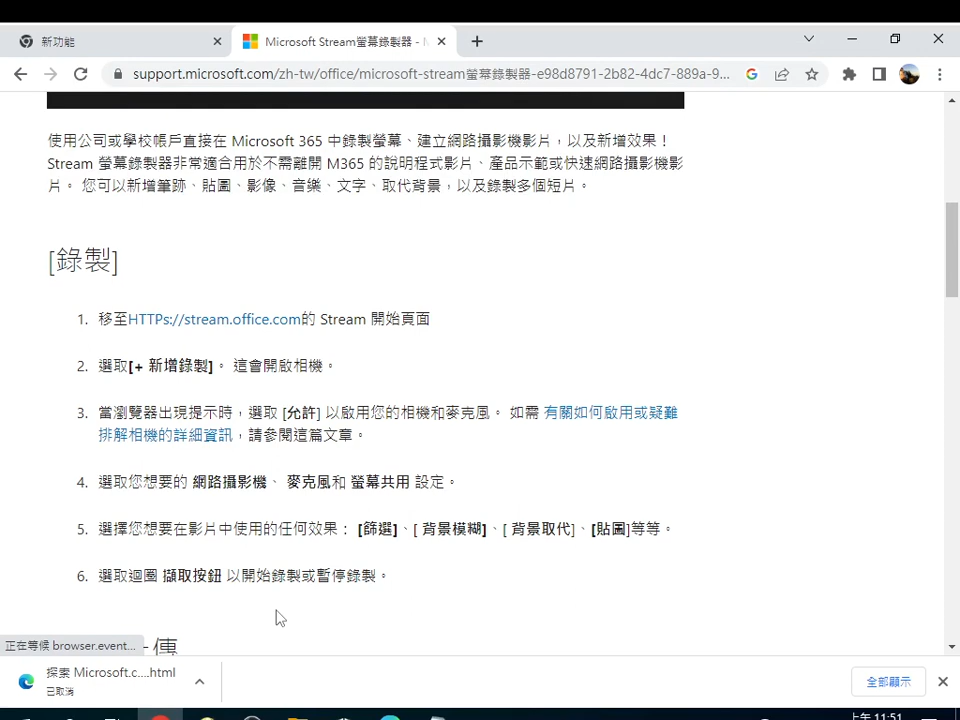 新功能
Microsoft Stream螢幕錄製器 -
support.microsoft.com/zh-tw/office/microsoft-stream螢幕錄製器-e98d8791-2b82-4dc7-889a-9...
使用公司或學校帳戶直接在 Microsoft 365 中錄製螢幕、建立網路攝影機影片，以及新增效果！
Stream 螢幕錄製器非常適合用於不需離開 M365 的說明程式影片、產品示範或快速網路攝影機影
片。 您可以新增筆跡、貼圖、影像、音樂、文字、取代背景，以及錄製多個短片。
[錄製]
1. 移至HTTPs://stream.office.com的 Stream 開始頁面
2. 選取[+ 新增錄製]。 這會開啟相機。
3. 當瀏覽器出現提示時，選取 [允許] 以啟用您的相機和麥克風。 如需 有關如何啟用或疑難
排解相機的詳細資訊，請參閱這篇文章。
4. 選取您想要的 網路攝影機、 麥克風和 螢幕共用 設定。
5. 選擇您想要在影片中使用的任何效果： [篩選]、[ 背景模糊]、[ 背景取代]、[貼圖]等等。
6. 選取迴圈 擷取按鈕 以開始錄製或暫停錄製。
正在等候 browser.event...
探索 Microsoft.c....html
已取消
全部顯示
上午 11:51